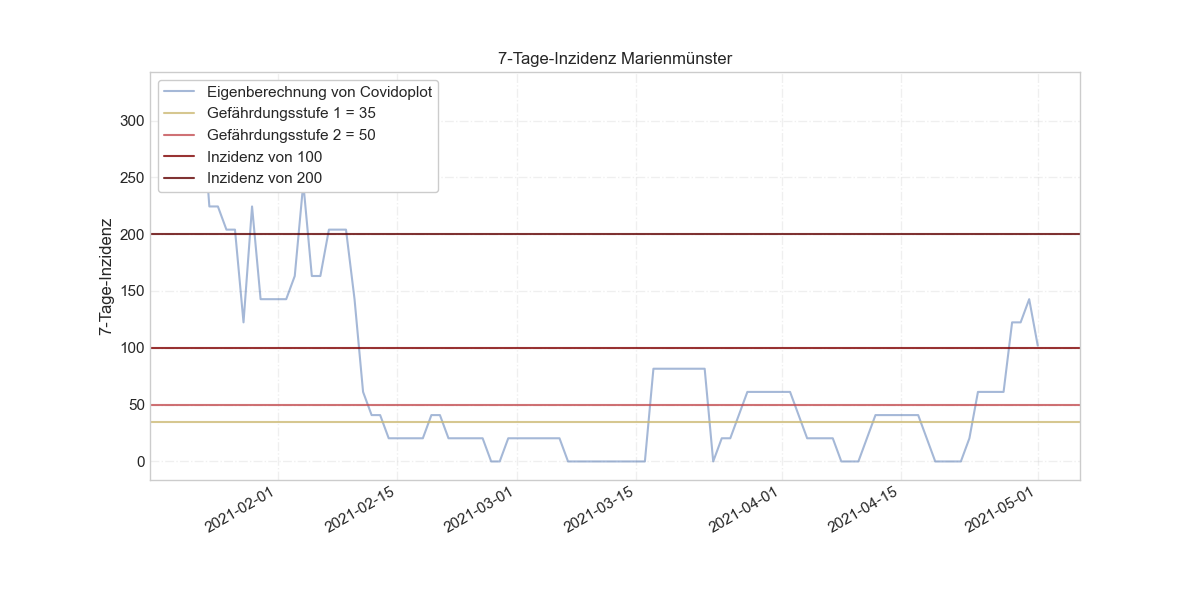 7-Tage-Inzidenz Marienmünster
Eigenberechnung von Covidoplot
Gefährdungsstufe 1 = 35
Gefährdungsstufe 2 = 50
Inzidenz von 100
Inzidenz von 200
7-Tage-Inzidenz
300
250
200
150
100
50
0
2021-02-01
2021-02-15
2021-03-01
2021-03-15
2021-04-01
2021-04-15
2021-05-01